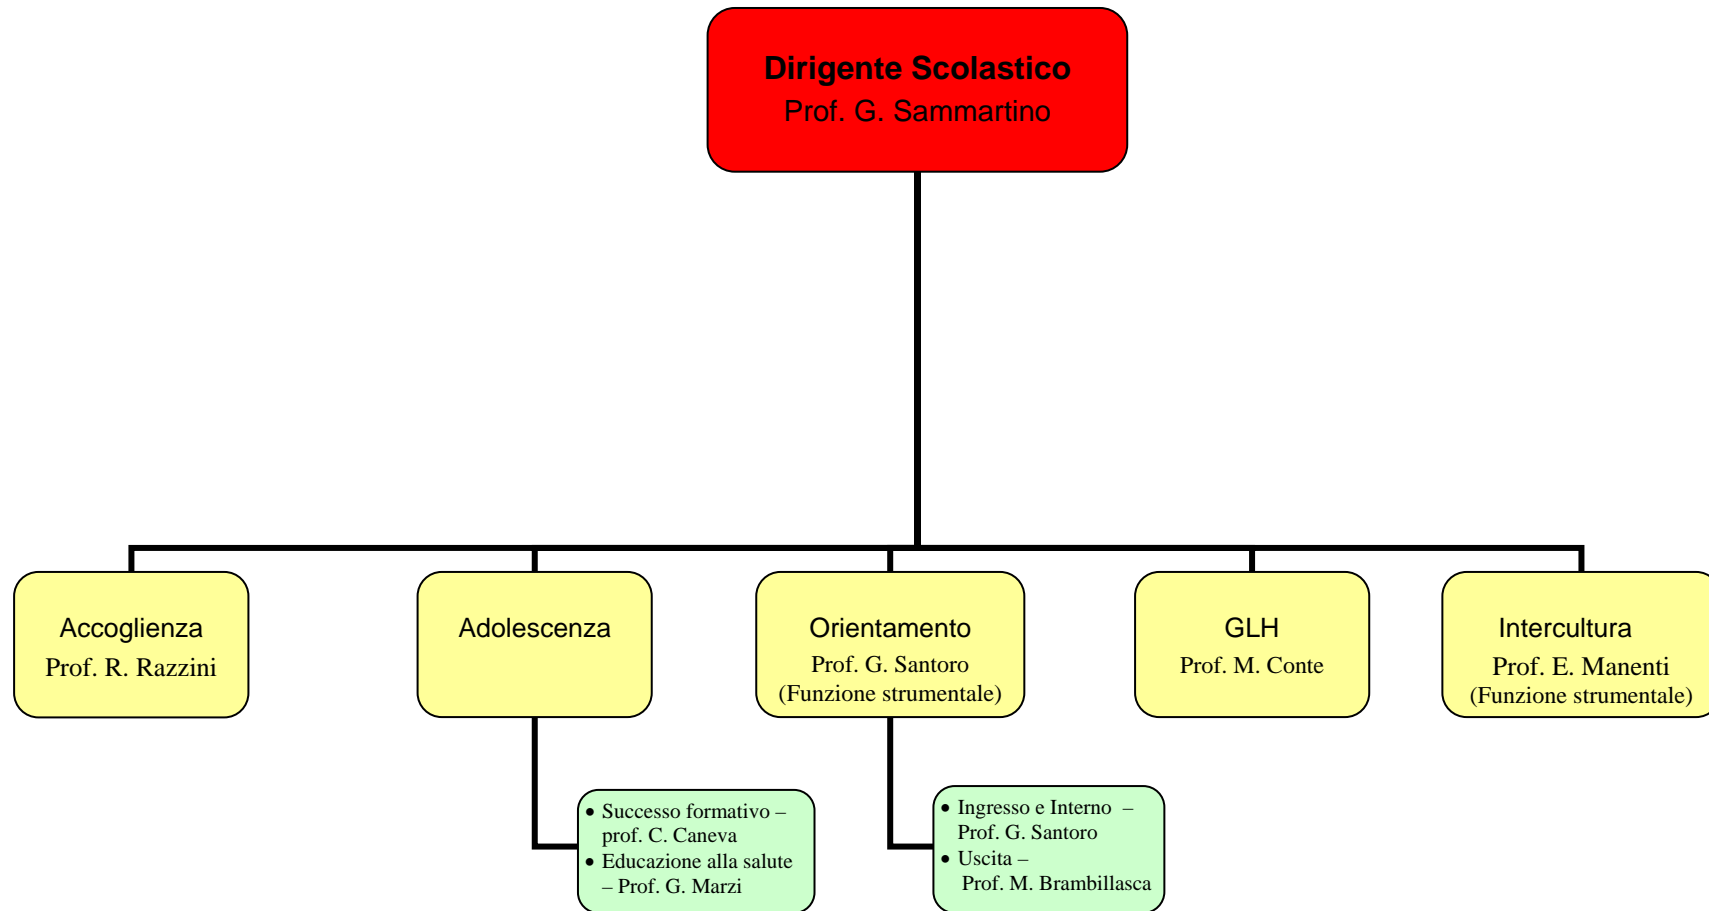 Dirigente Scolastico
Prof. G. Sammartino
Accoglienza
Prof. R. Razzini
Adolescenza
Orientamento
Prof. G. Santoro
(Funzione strumentale)
GLH
Prof. M. Conte
Intercultura
Prof. E. Manenti
(Funzione strumentale)
• Successo formativo –
prof. C. Caneva
• Educazione alla salute
– Prof. G. Marzi
• Ingresso e Interno –
Prof. G. Santoro
• Uscita –
Prof. M. Brambillasca